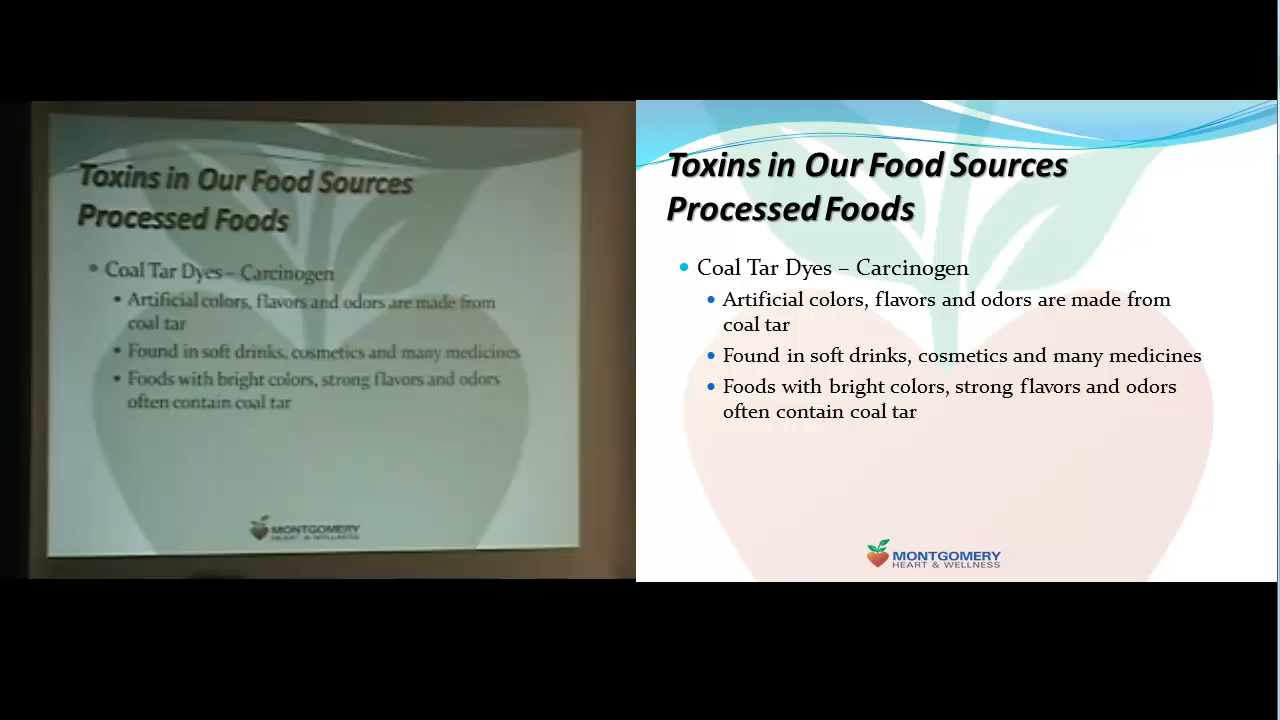 Toxins in Our Food Sources
Processed Foods
• Coal Tar Dyes – Carcinogen
• Artificial colors, flavors and odors are made from
coal tar
• Found in soft drinks, cosmetics and many medicines
• Foods with bright colors, strong flavors and odors
often contain coal tar
MONTGOMERY
HEART & WELLNESS
Toxins in Our Food Sources
Processed Foods
• Coal Tar Dyes – Carcinogen
• Artificial colors, flavors and odors are made from
coal tar
• Found in soft drinks, cosmetics and many medicines
• Foods with bright colors, strong flavors and odors
often contain coal tar
MONTGOMERY
HEART & WELLNESS